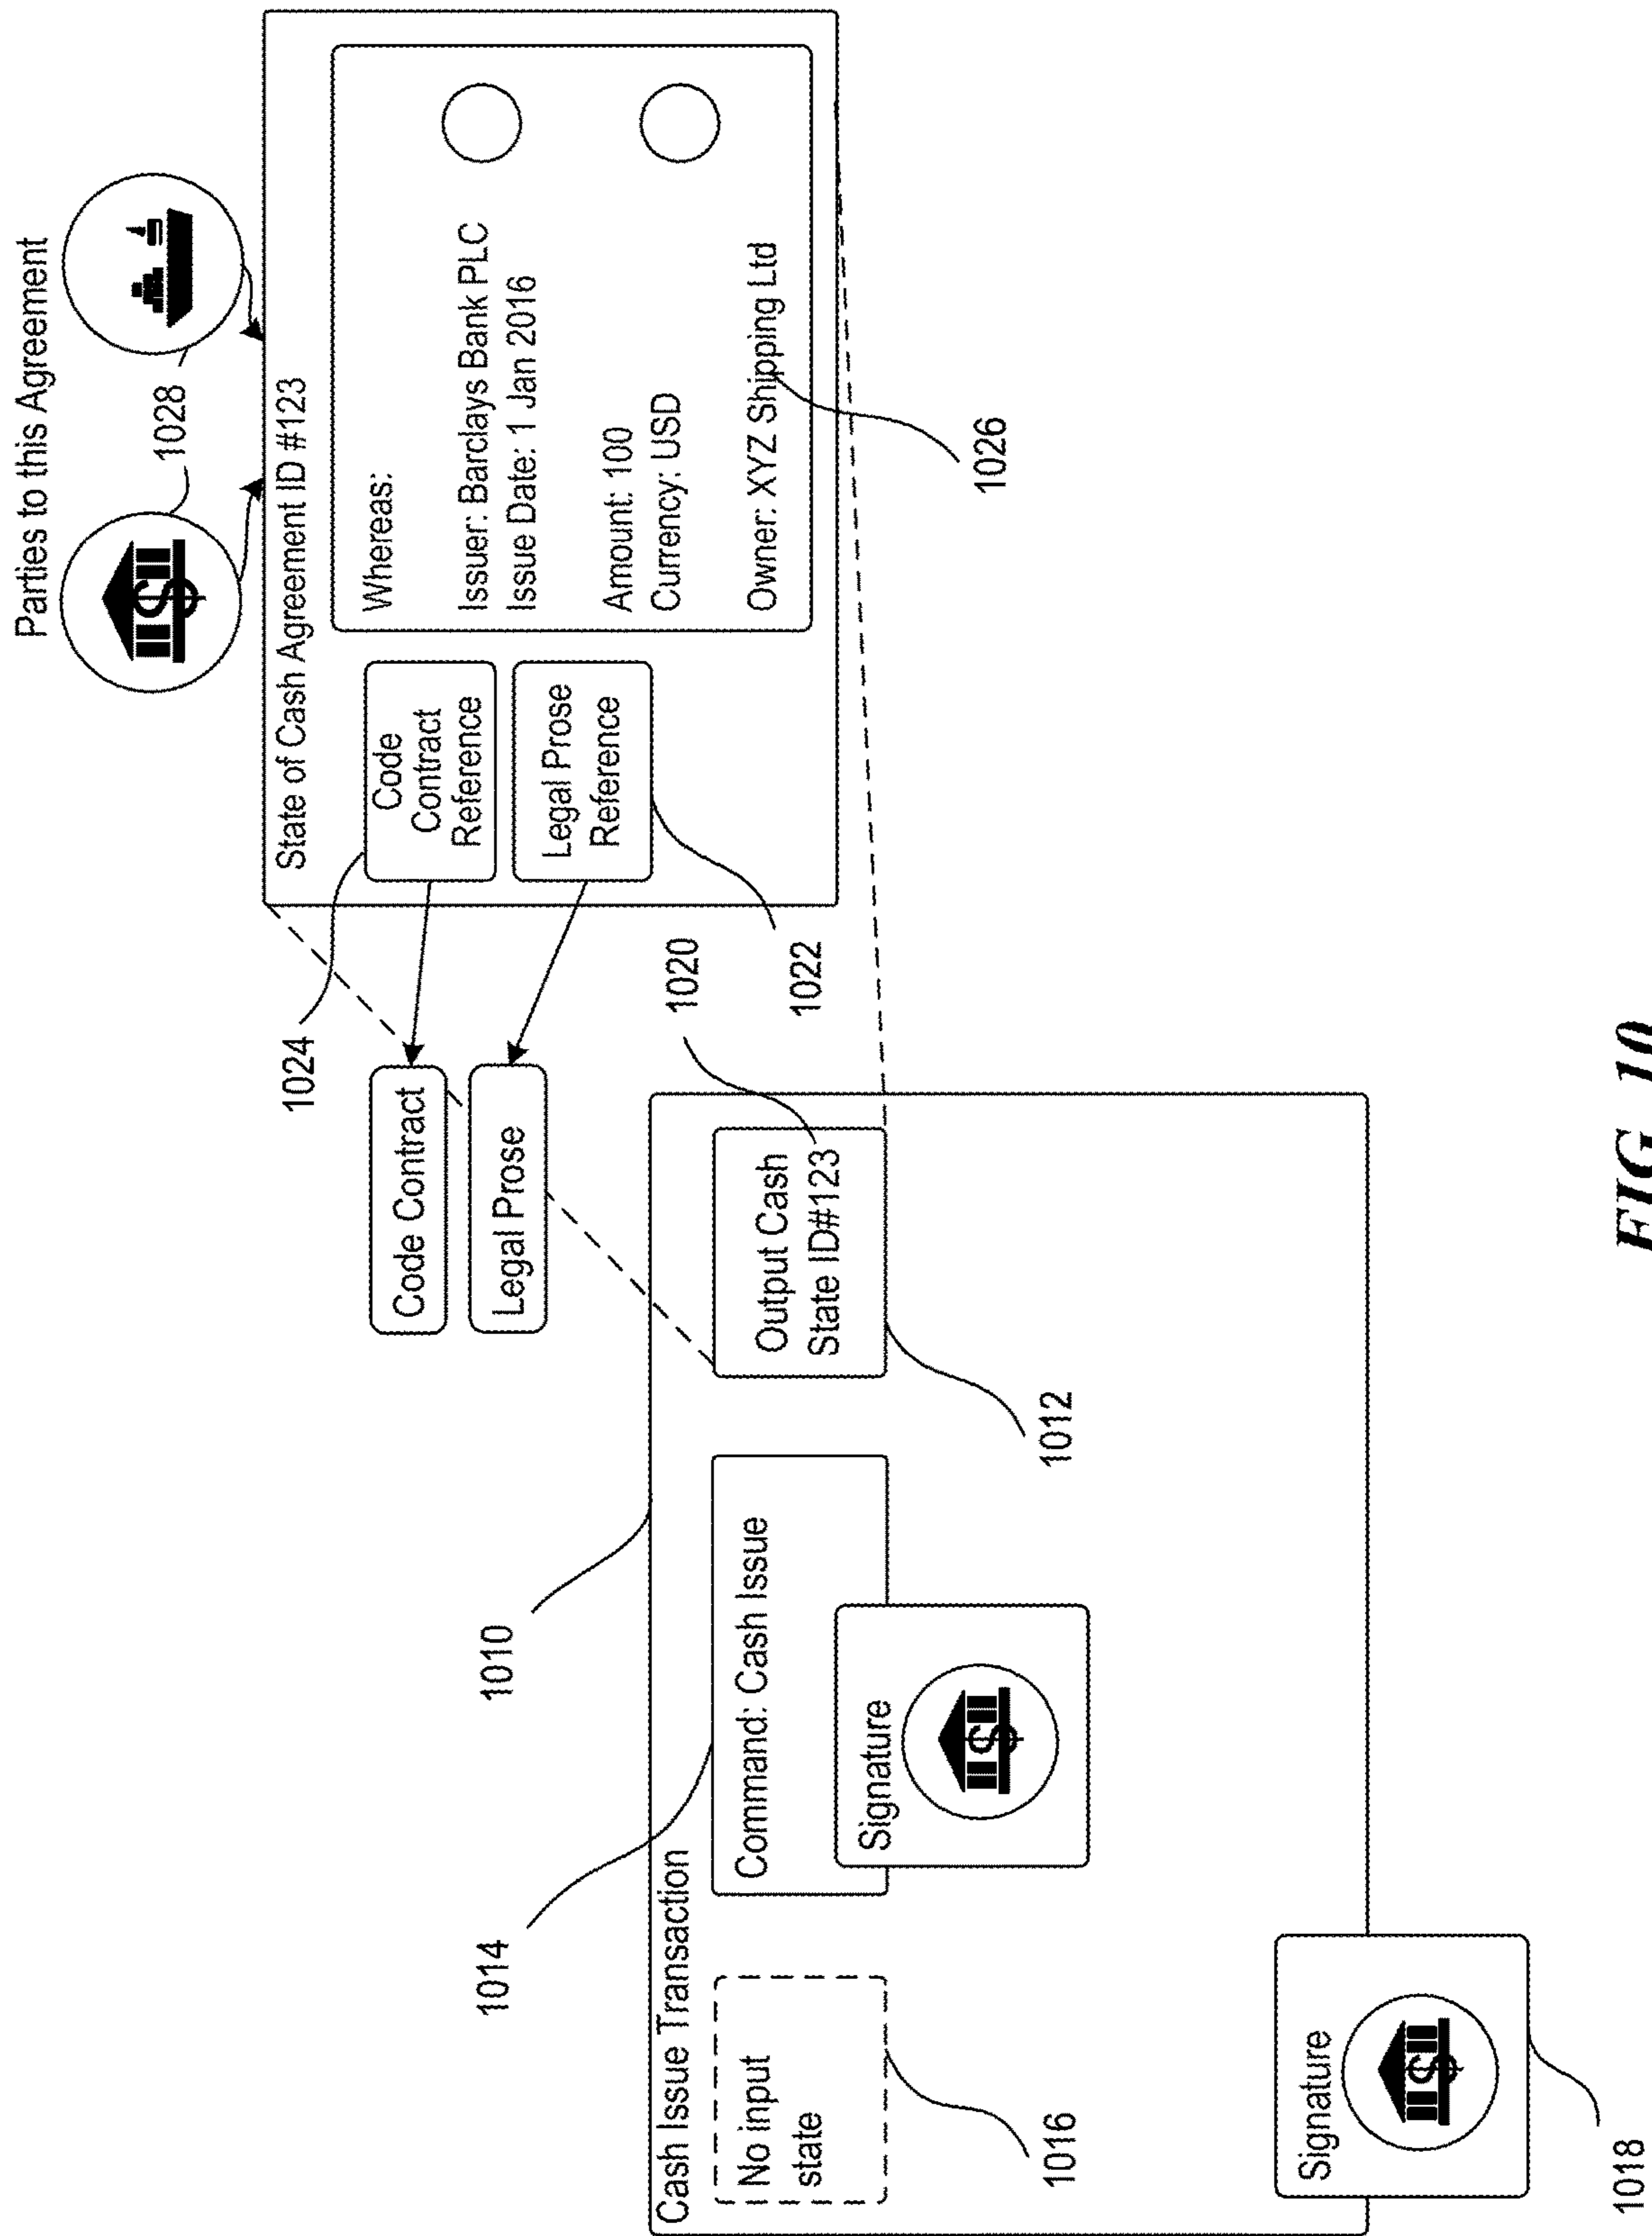 Parties to this Agreement
1028
State of Cash Agreement ID #123
1024
Code
Contract
Reference
Legal Prose
Reference
Whereas:
Issuer: Barclays Bank PLC
Issue Date: 1 Jan 2016
Amount: 100
Currency: USD
Owner: XYZ Shipping Ltd
1026
Code Contract
Legal Prose
1020
1022
1010
1014
Cash Issue Transaction
No input
state
Command: Cash Issue
Output Cash
State ID#123
Signature
1016
1012
Signature
1018
FIG. 10